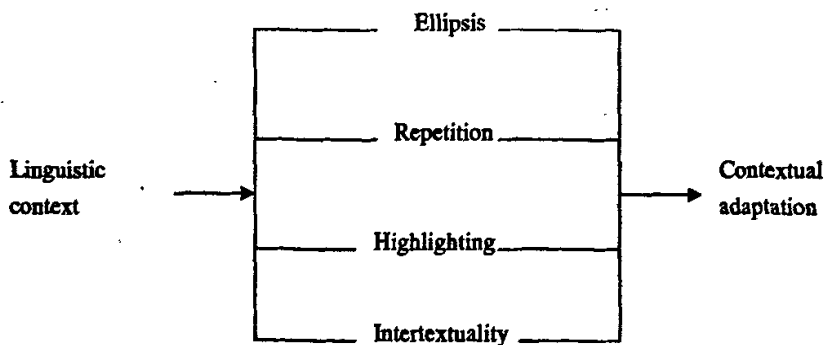 Ellipsis
Repetition
Linguistic
context
Contextual
adaptation
Highlighting
Intertextuality